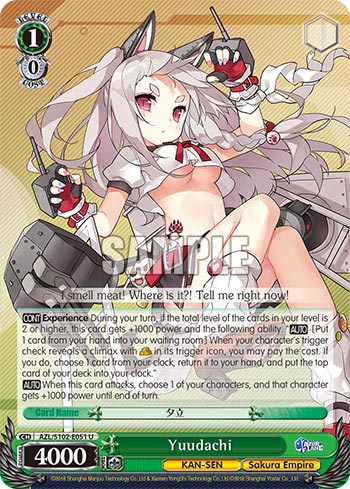 LEVEL
1
0
COST
SAMPLE
I smell meat! Where is it?! Tell me right now!
CONT Experience During your turn, if the total level of the cards in your level is
2 or higher, this card gets +1000 power and the following ability. "AUTO [Put
1 card from your hand into your waiting room] When your character's trigger
check reveals a climax with in its trigger icon, you may pay the cost. If
you do, choose 1 card from your clock, return it to your hand, and put the top
card of your deck into your clock."
AUTO When this card attacks, choose 1 of your characters, and that character
gets +1000 power until end of turn.
Card Name
夕立
CH AZL/S102-E051 U
Yuudachi
POWER
4000
KAN-SEN
Sakura Empire